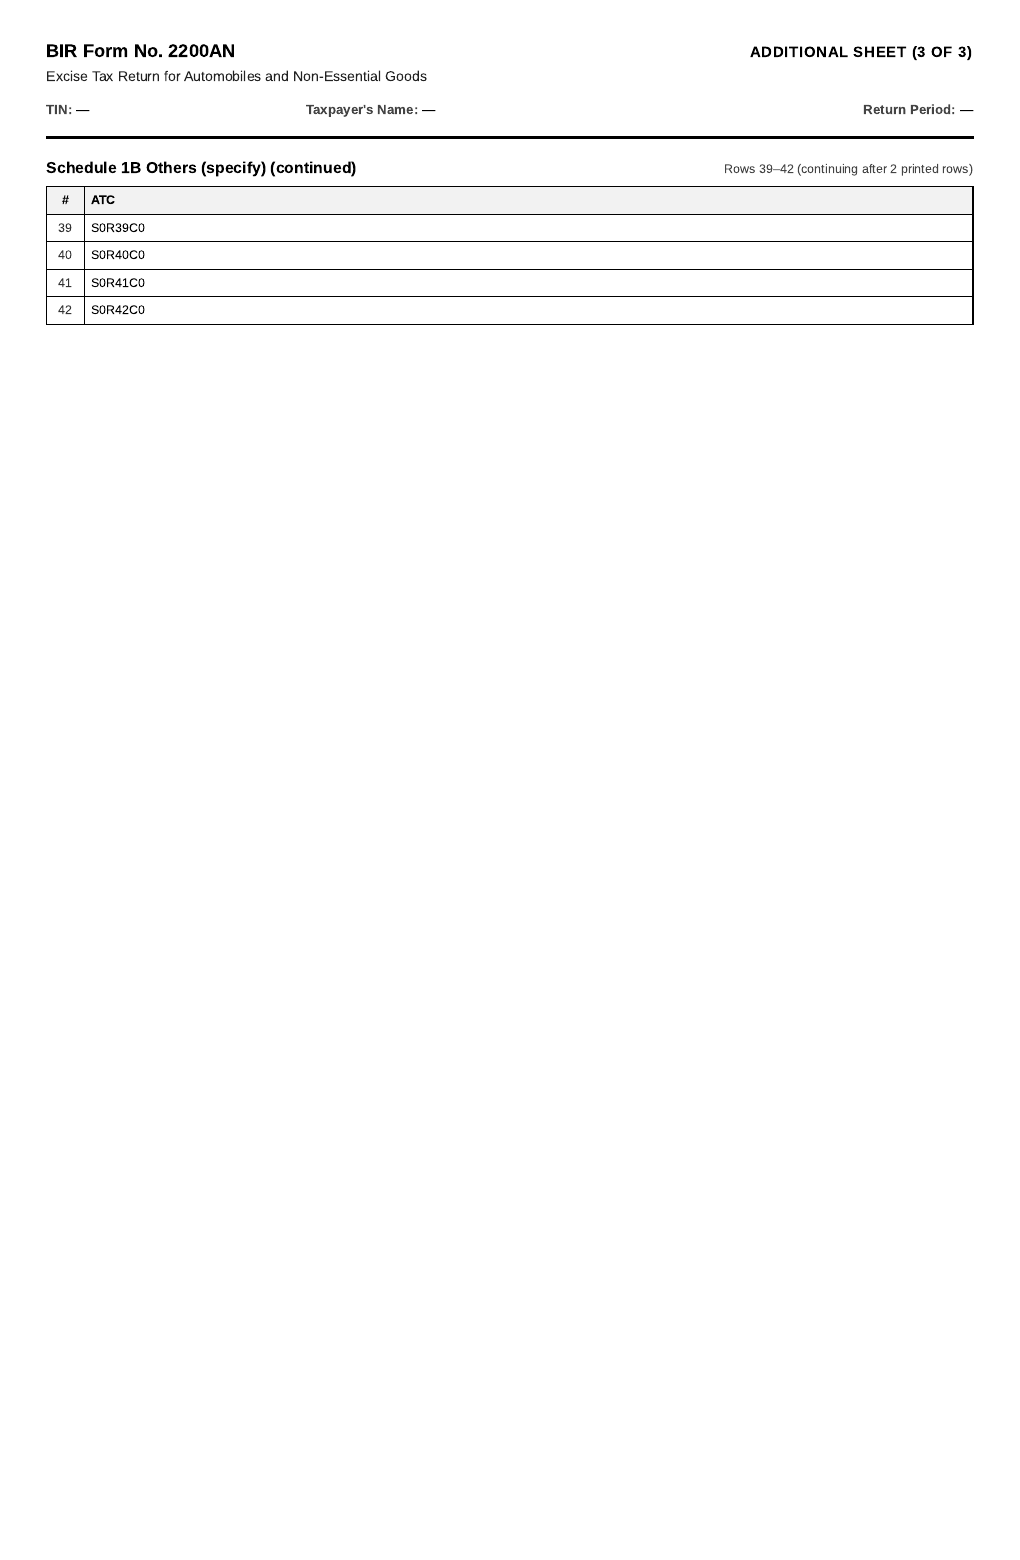 BIR Form No. 2200AN
ADDITIONAL SHEET (3 OF 3)
Excise Tax Return for Automobiles and Non-Essential Goods
TIN: — Taxpayer's Name: — Return Period: —
Schedule 1B Others (specify) (continued)
Rows 39–42 (continuing after 2 printed rows)
# ATC
39 S0R39C0
40 S0R40C0
41 S0R41C0
42 S0R42C0